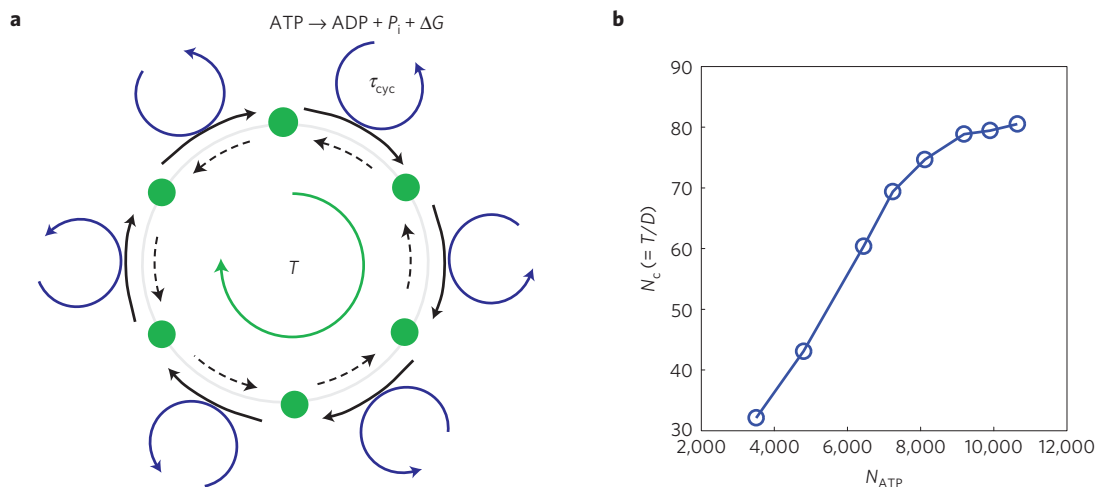 a
ATP → ADP + Pi + ΔG
τcyc
T
b
90
80
70
60
50
40
30
Nc (= T/D)
2,000
4,000
6,000
8,000
10,000
12,000
NATP